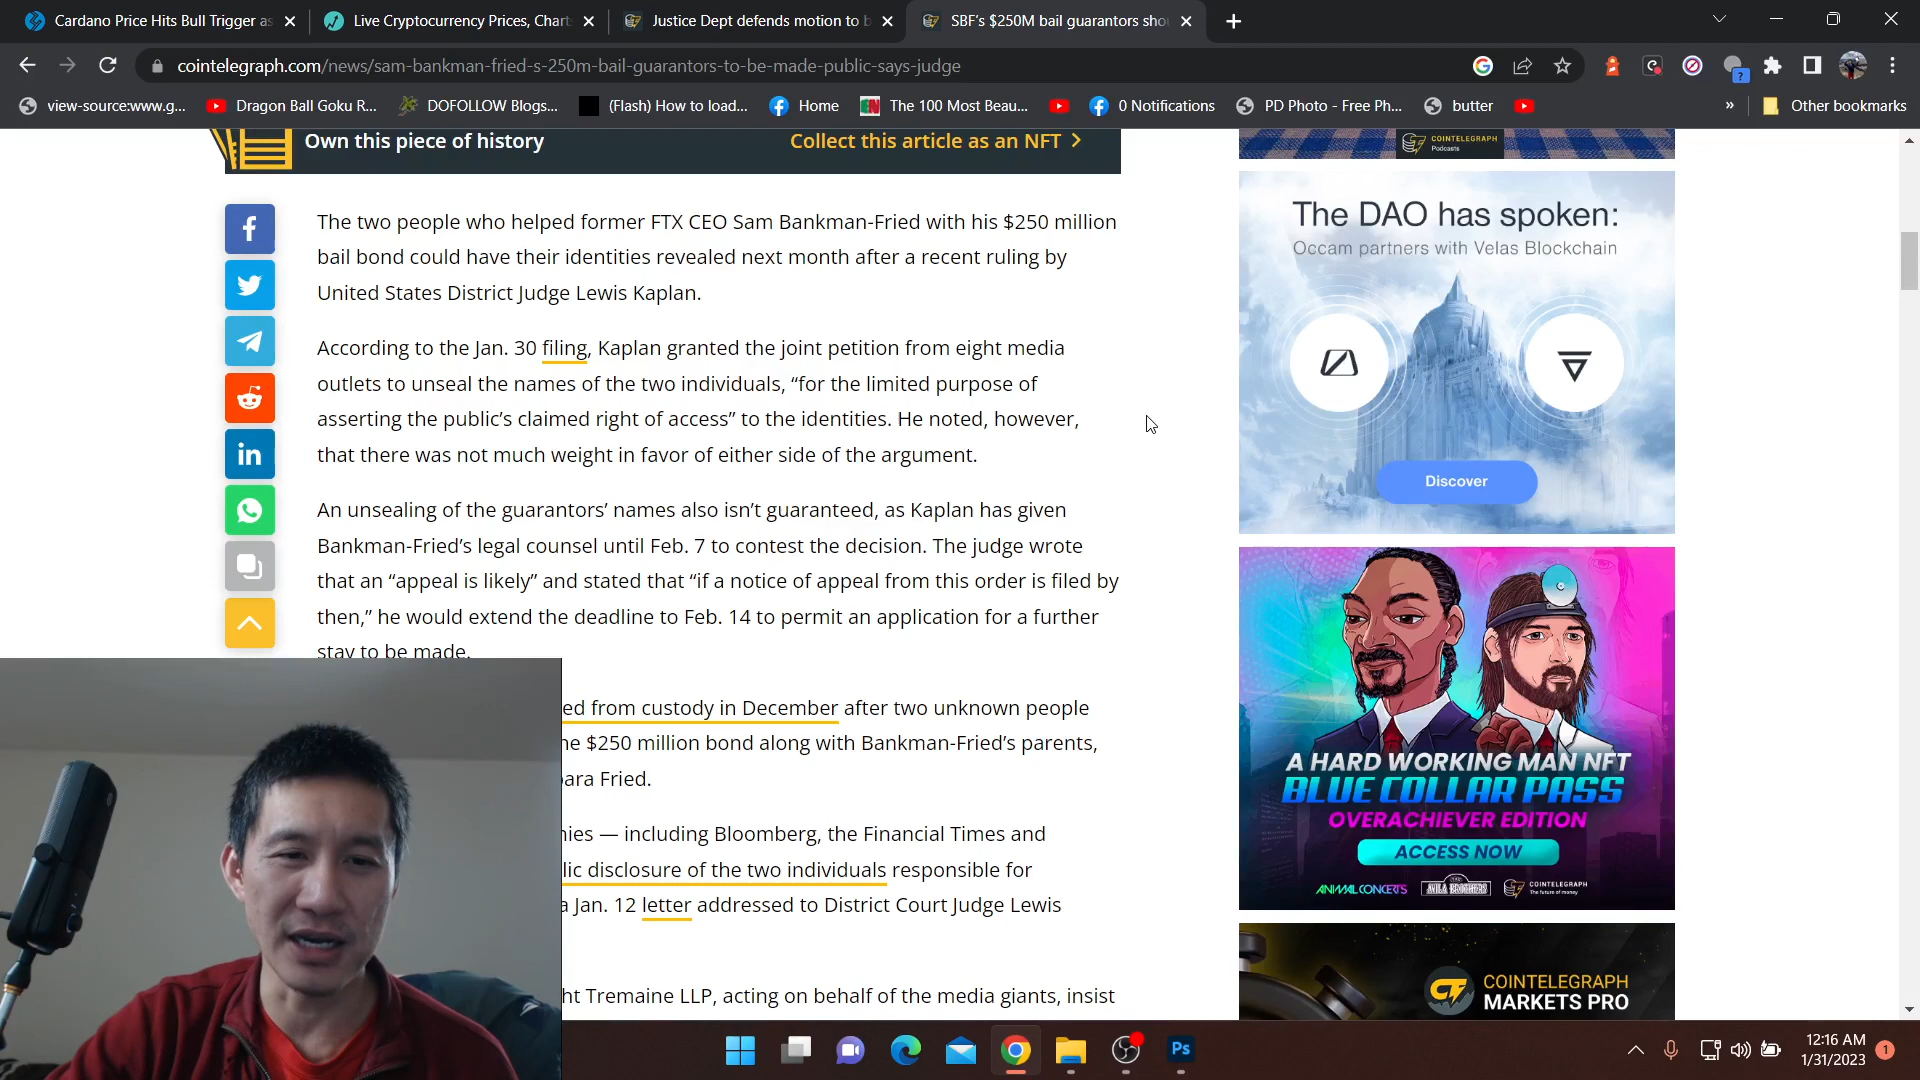 Cardano Price Hits Bull Trigger as
Live Cryptocurrency Prices, Chart
Justice Dept defends motion to b
SBF's $250M bail guarantors shou
cointelegraph.com/news/sam-bankman-fried-s-250m-bail-guarantors-to-be-made-public-says-judge
view-source:www.g...
Dragon Ball Goku R...
DOFOLLOW Blogs...
(Flash) How to load...
Home
The 100 Most Beau...
0 Notifications
PD Photo - Free Ph...
butter
»
Other bookmarks
Own this piece of history
Collect this article as an NFT >
The two people who helped former FTX CEO Sam Bankman-Fried with his $250 million
bail bond could have their identities revealed next month after a recent ruling by
United States District Judge Lewis Kaplan.
According to the Jan. 30 filing, Kaplan granted the joint petition from eight media
outlets to unseal the names of the two individuals, “for the limited purpose of
asserting the public’s claimed right of access” to the identities. He noted, however,
that there was not much weight in favor of either side of the argument.
An unsealing of the guarantors’ names also isn’t guaranteed, as Kaplan has given
Bankman-Fried’s legal counsel until Feb. 7 to contest the decision. The judge wrote
that an “appeal is likely” and stated that “if a notice of appeal from this order is filed by
then,” he would extend the deadline to Feb. 14 to permit an application for a further
stay to be made.
ed from custody in December after two unknown people
he $250 million bond along with Bankman-Fried’s parents,
ara Fried.
nies — including Bloomberg, the Financial Times and
lic disclosure of the two individuals responsible for
a Jan. 12 letter addressed to District Court Judge Lewis
ht Tremaine LLP, acting on behalf of the media giants, insist
COINTELEGRAPH
Podcasts
The DAO has spoken:
Occam partners with Velas Blockchain
Discover
A HARD WORKING MAN NFT
BLUE COLLAR PASS
OVERACHIEVER EDITION
ACCESS NOW
ANIMAL CONCERTS
AVILA BROTHERS
COINTELEGRAPH
The future of money
COINTELEGRAPH
MARKETS PRO
Ps
12:16 AM
1/31/2023
1